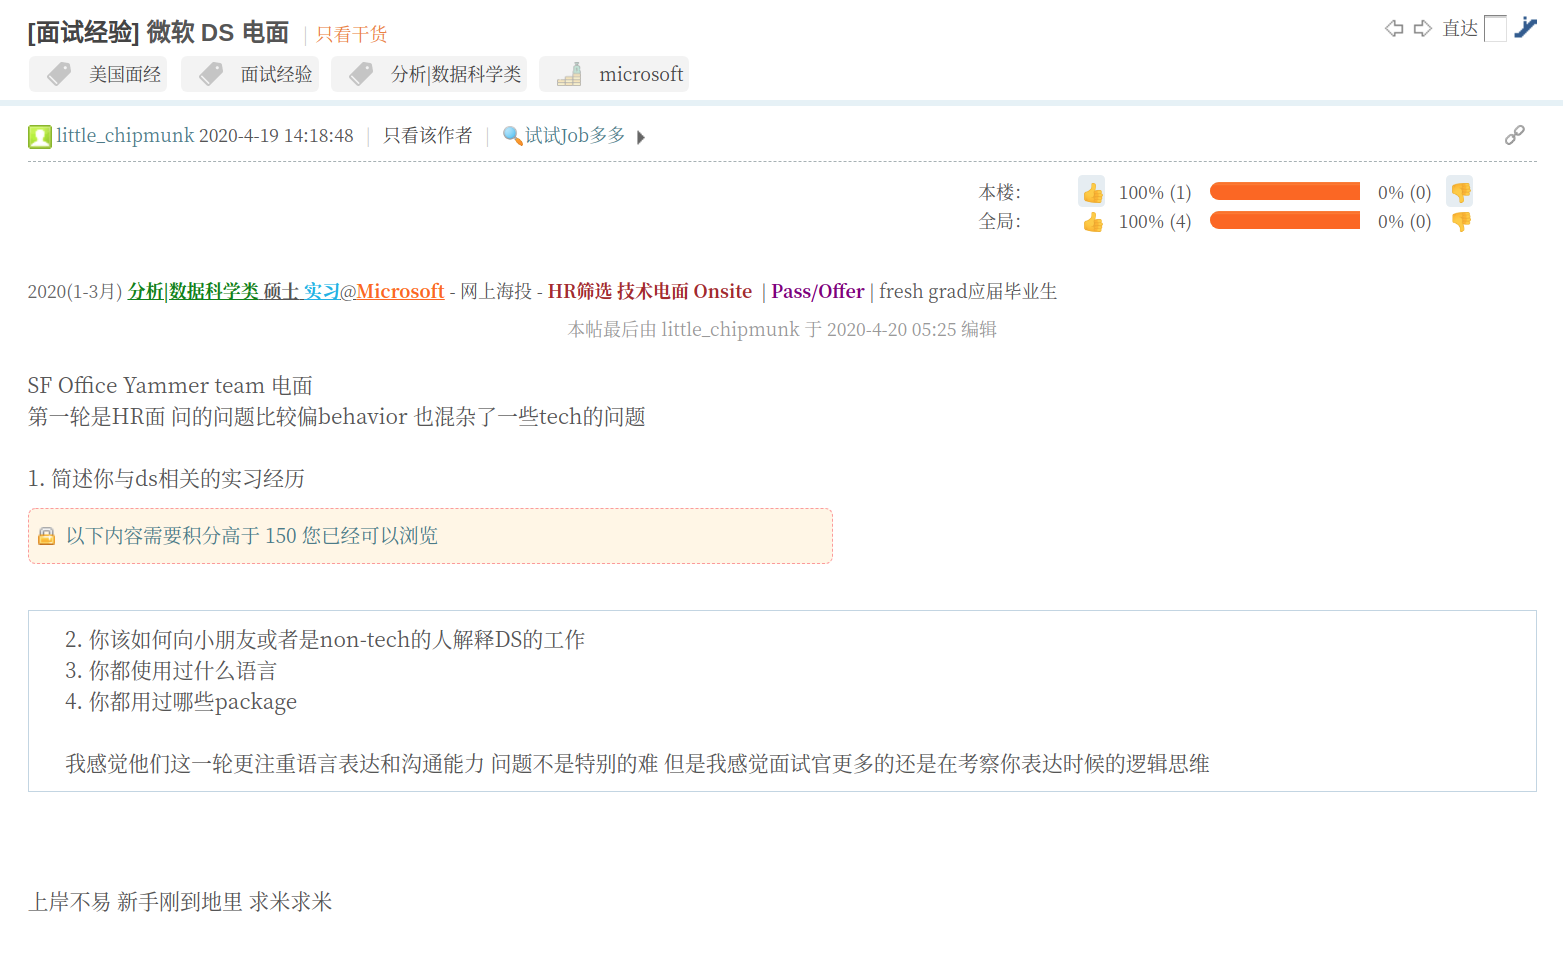 [面试经验] 微软 DS 电面 | 只看干货
直达
美国面经 面试经验 分析|数据科学类 microsoft
little_chipmunk 2020-4-19 14:18:48 | 只看该作者 | 试试Job多多
本楼: 100% (1) 0% (0)
全局: 100% (4) 0% (0)
2020(1-3月) 分析|数据科学类 硕士 实习@Microsoft - 网上海投 - HR筛选 技术电面 Onsite | Pass/Offer | fresh grad应届毕业生
本帖最后由 little_chipmunk 于 2020-4-20 05:25 编辑
SF Office Yammer team 电面
第一轮是HR面 问的问题比较偏behavior 也混杂了一些tech的问题
1. 简述你与ds相关的实习经历
以下内容需要积分高于 150 您已经可以浏览
2. 你该如何向小朋友或者是non-tech的人解释DS的工作
3. 你都使用过什么语言
4. 你都用过哪些package
我感觉他们这一轮更注重语言表达和沟通能力 问题不是特别的难 但是我感觉面试官更多的还是在考察你表达时候的逻辑思维
上岸不易 新手刚到地里 求米求米